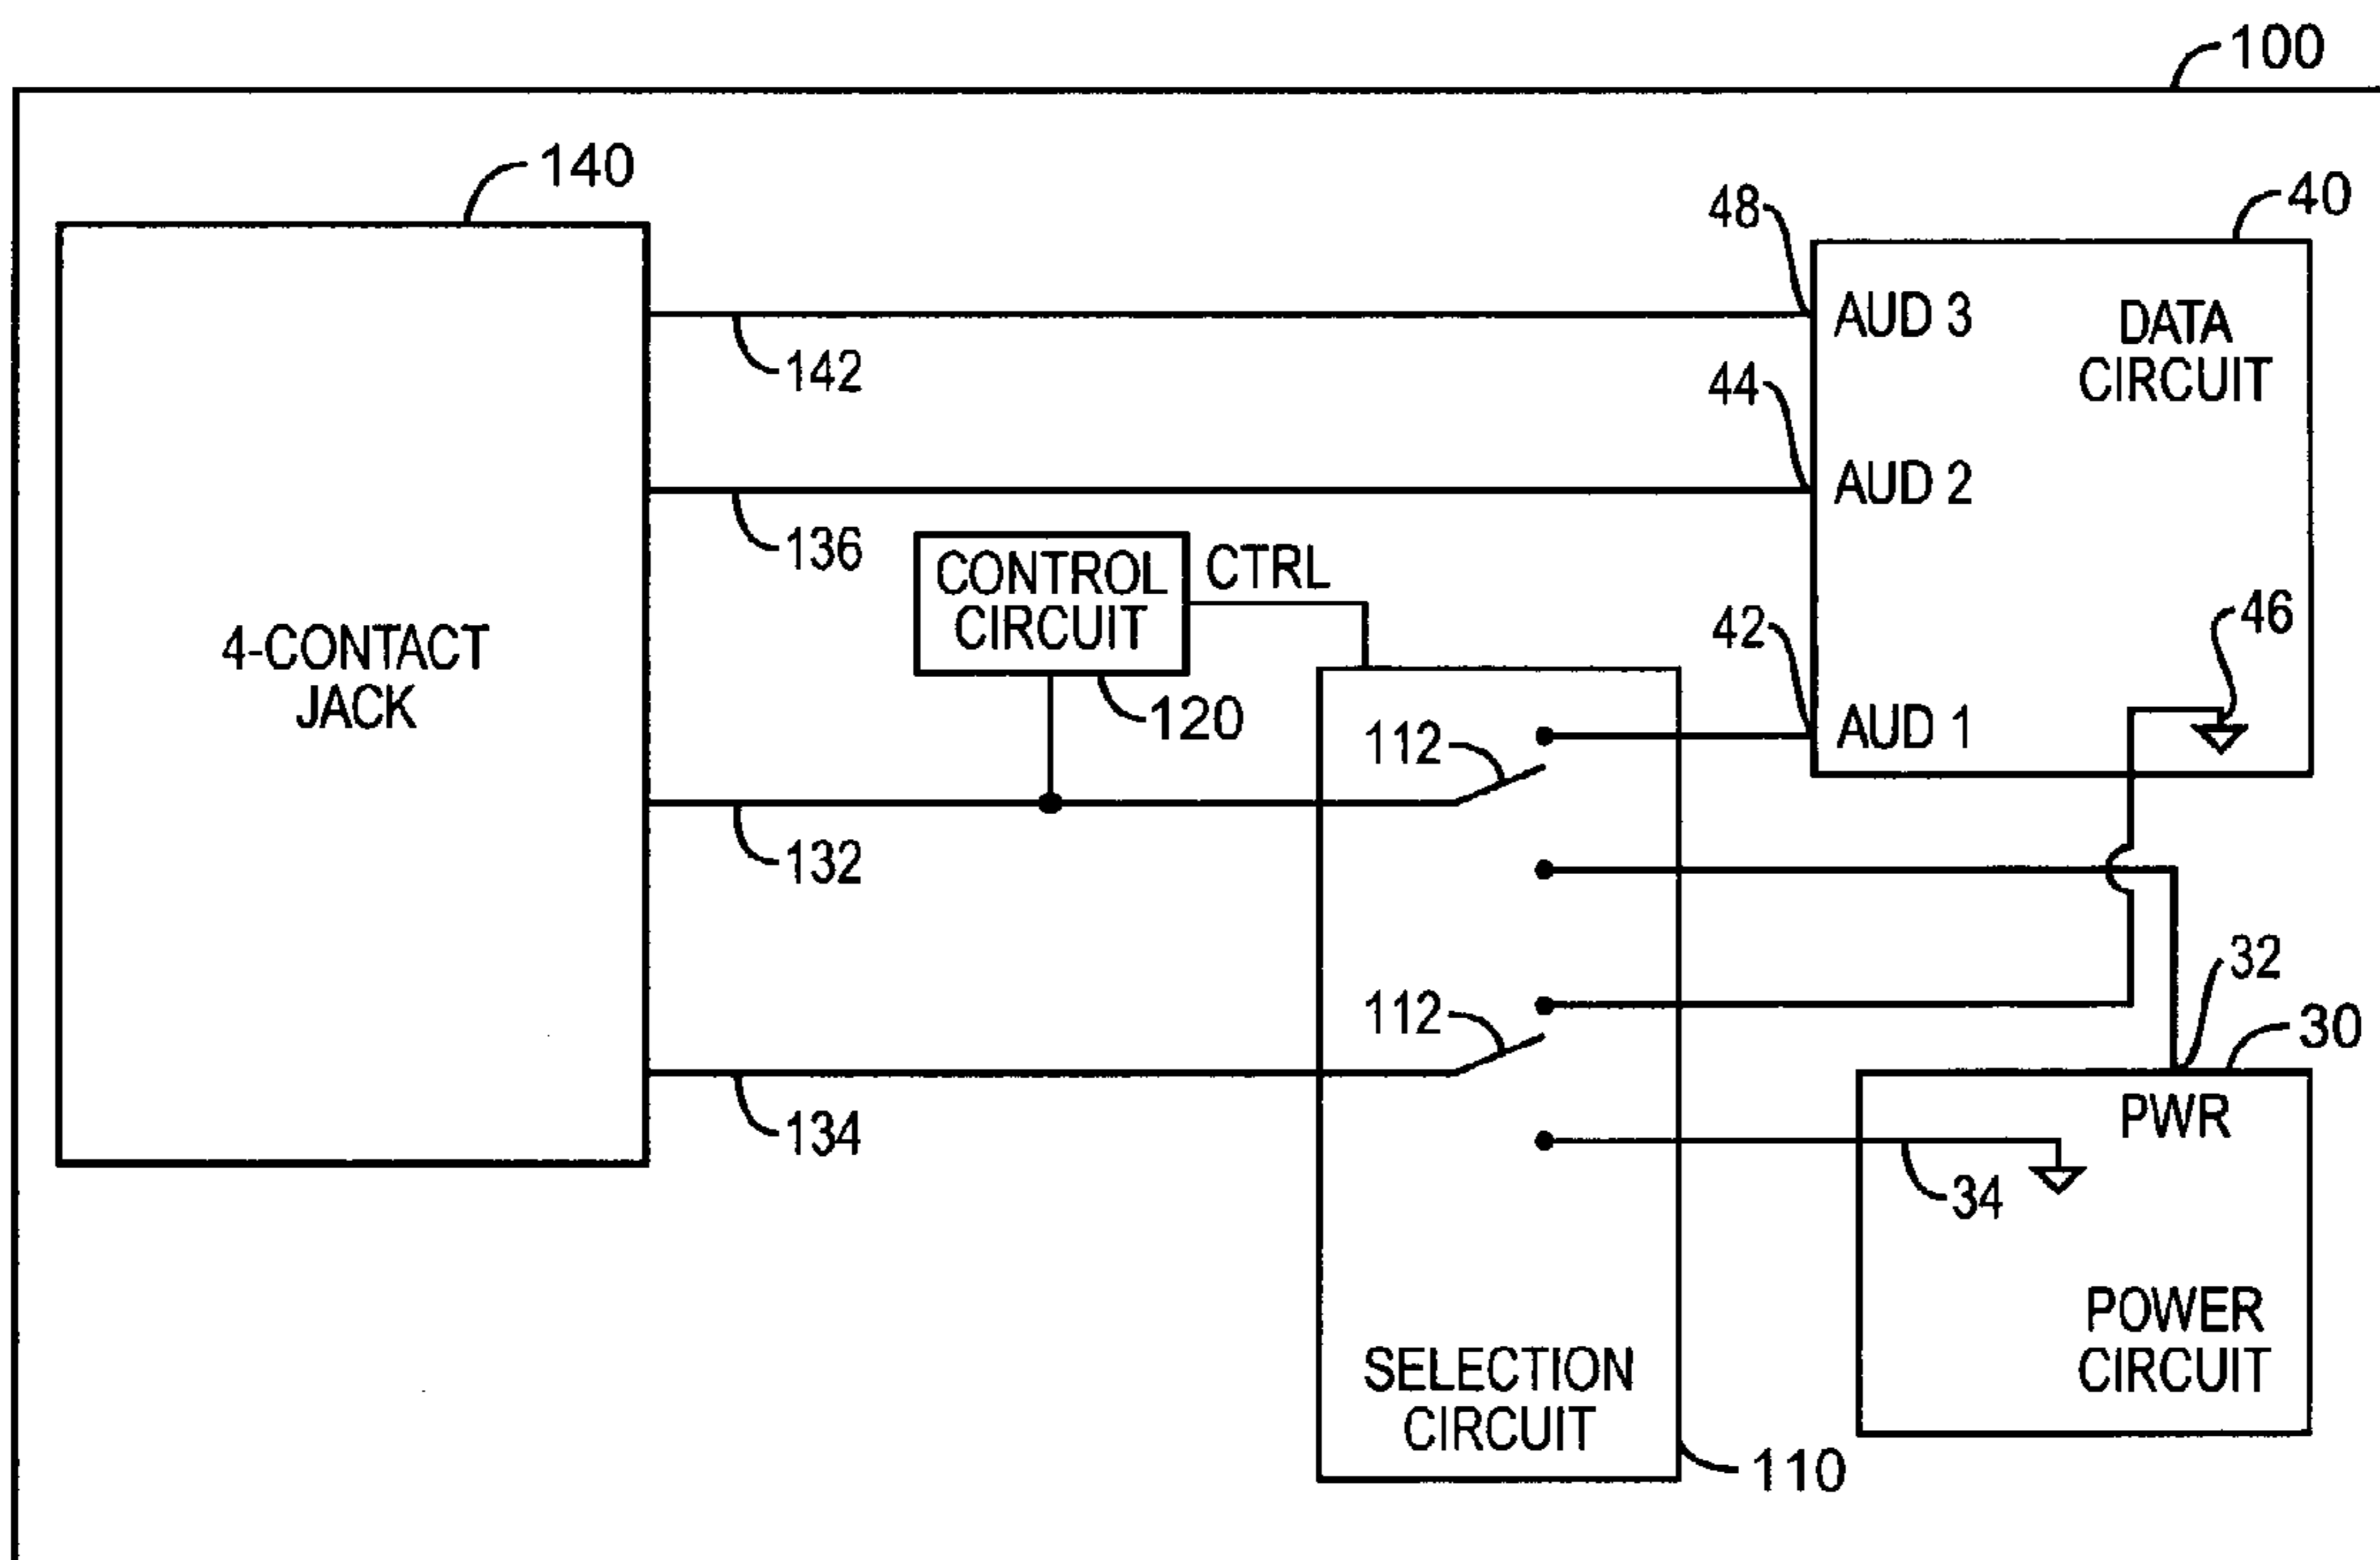 100
140
48
40
AUD 3
DATA
CIRCUIT
142
44
AUD 2
136
CONTROL
CIRCUIT
CTRL
120
42
46
4-CONTACT
JACK
AUD 1
112
132
112
32
30
134
PWR
34
POWER
CIRCUIT
SELECTION
CIRCUIT
110